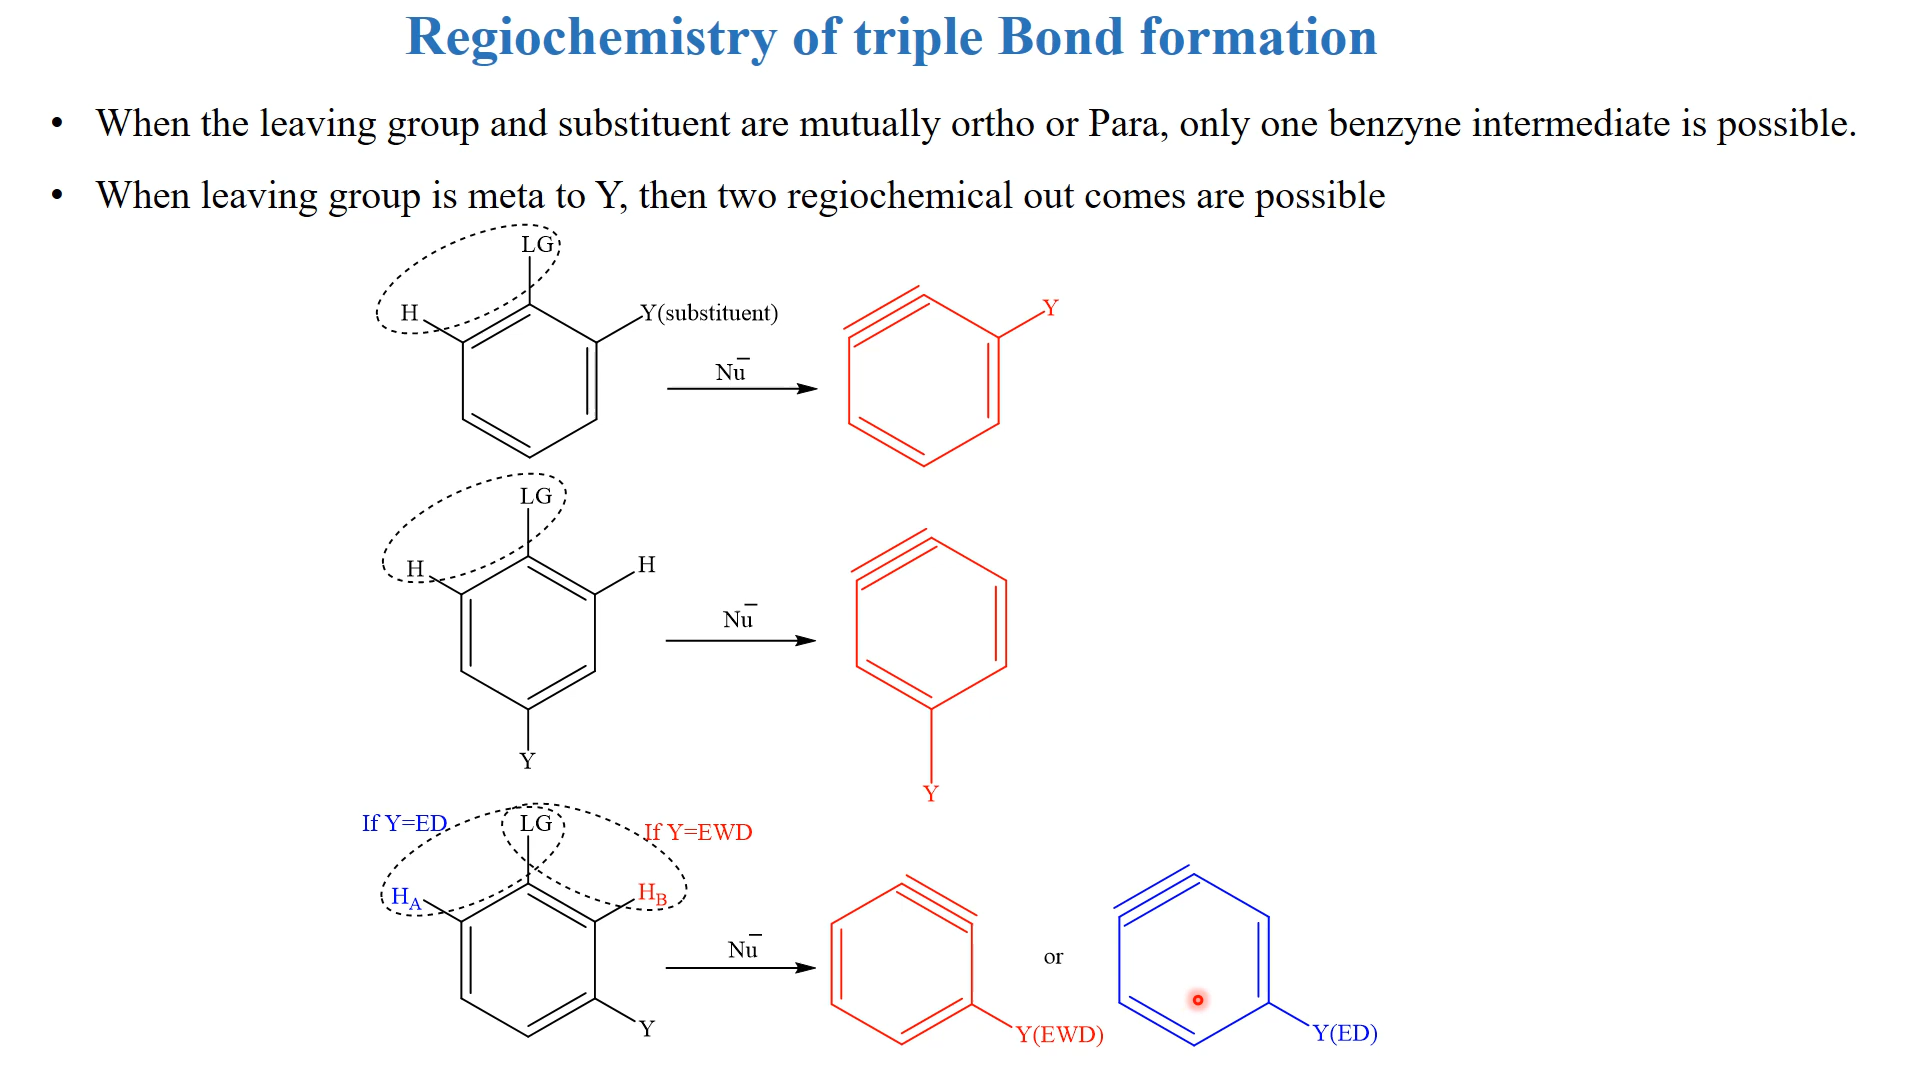 Regiochemistry of triple Bond formation
• When the leaving group and substituent are mutually ortho or Para, only one benzyne intermediate is possible.
• When leaving group is meta to Y, then two regiochemical out comes are possible
LG
H
Y(substituent)
Nu̅
Y
LG
H
H
Nu̅
Y
Y
If Y=ED
LG
If Y=EWD
HA
HB
Nu̅
Y
or
Y(EWD)
Y(ED)